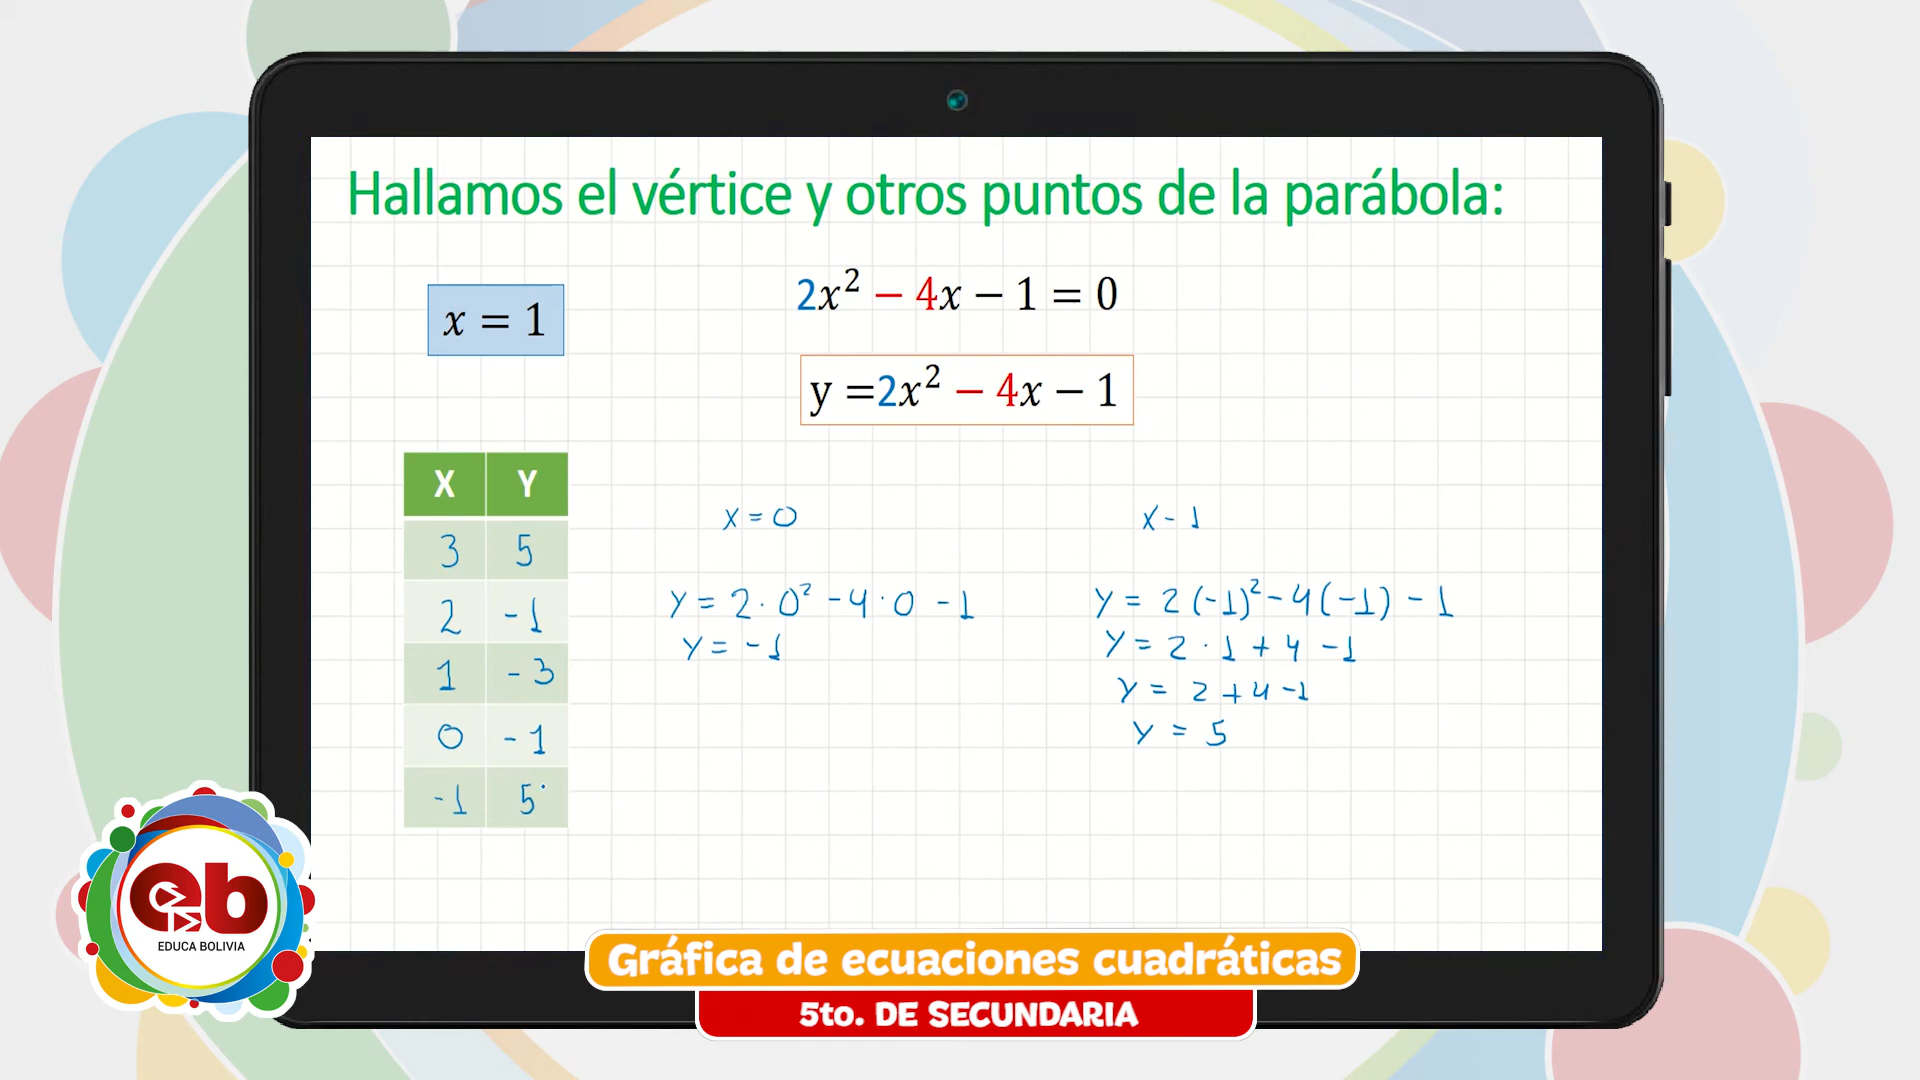 Hallamos el vértice y otros puntos de la parábola:
x = 1
2x² − 4x − 1 = 0
y =2x² − 4x − 1
X Y
3 5
2 -1
1 -3
0 -1
-1 5
x = 0
y = 2 · 0² - 4 · 0 - 1
y = -1
x - 1
y = 2 (-1)² - 4 (-1) - 1
y = 2 · 1 + 4 - 1
y = 2 + 4 - 1
y = 5
eb
EDUCA BOLIVIA
Gráfica de ecuaciones cuadráticas
5to. DE SECUNDARIA